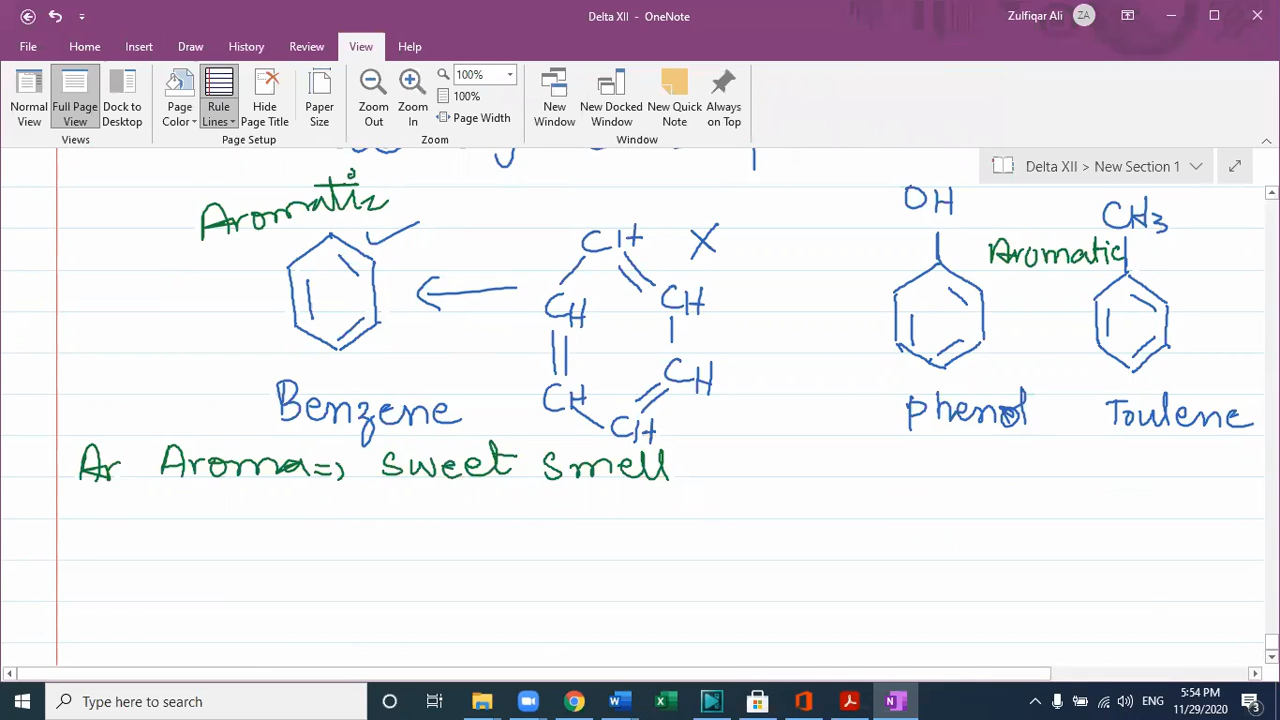 Delta XII - OneNote
Zulfiqar Ali ZA
File Home Insert Draw History Review View Help
Normal View Full Page View Dock to Desktop
Views
Page Color Rule Lines Hide Page Title Paper Size
Page Setup
Zoom Out Zoom In 100% 100% Page Width
Zoom
New Window New Docked Window New Quick Note Always on Top
Window
Delta XII > New Section 1
Aromatic
OH
CH3
Aromatic
CH X
CH
CH
CH
CH
CH
Benzene
phenol
Toulene
Ar Aroma=> sweet smell
Type here to search
ENG
5:54 PM
11/29/2020
3